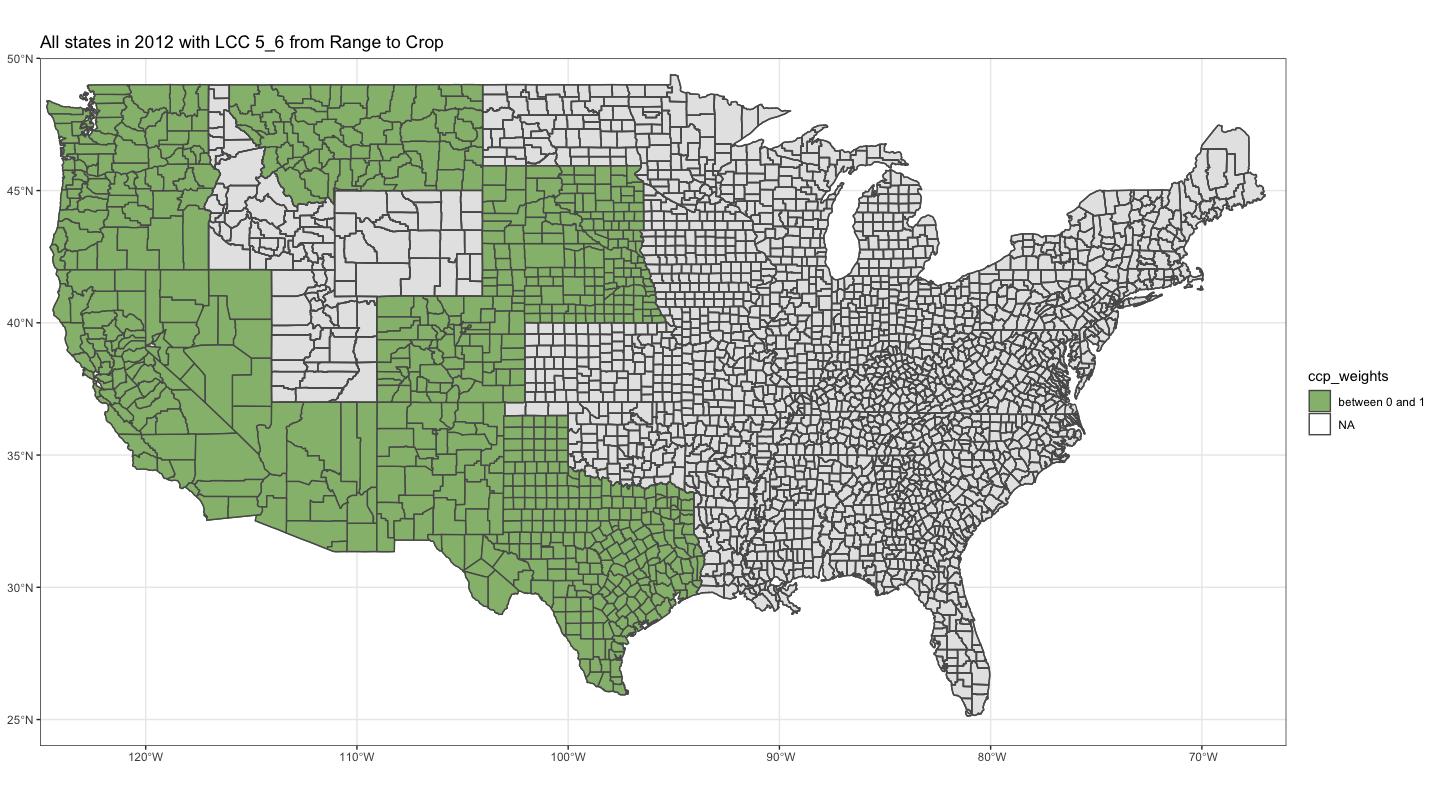 All states in 2012 with LCC 5_6 from Range to Crop
50°N
45°N
40°N
35°N
30°N
25°N
120°W
110°W
100°W
90°W
80°W
70°W
ccp_weights
between 0 and 1
NA